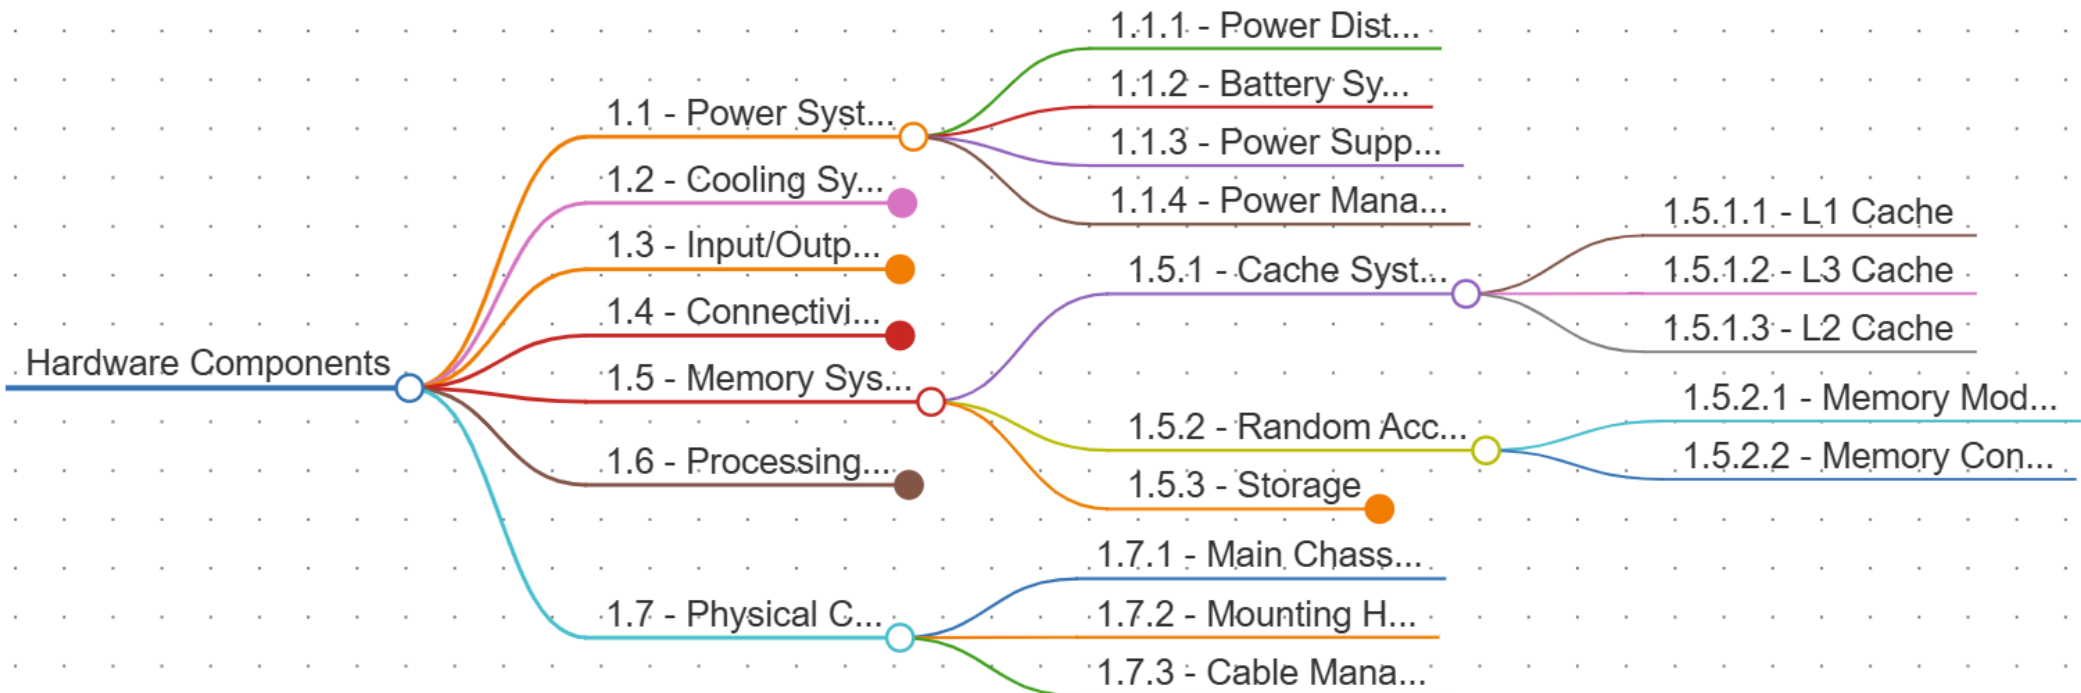 Hardware Components
1.1 - Power Syst...
1.1.1 - Power Dist...
1.1.2 - Battery Sy...
1.1.3 - Power Supp...
1.1.4 - Power Mana...
1.2 - Cooling Sy...
1.3 - Input/Outp...
1.4 - Connectivi...
1.5 - Memory Sys...
1.5.1 - Cache Syst...
1.5.1.1 - L1 Cache
1.5.1.2 - L3 Cache
1.5.1.3 - L2 Cache
1.5.2 - Random Acc...
1.5.2.1 - Memory Mod...
1.5.2.2 - Memory Con...
1.5.3 - Storage
1.6 - Processing...
1.7 - Physical C...
1.7.1 - Main Chass...
1.7.2 - Mounting H...
1.7.3 - Cable Mana...